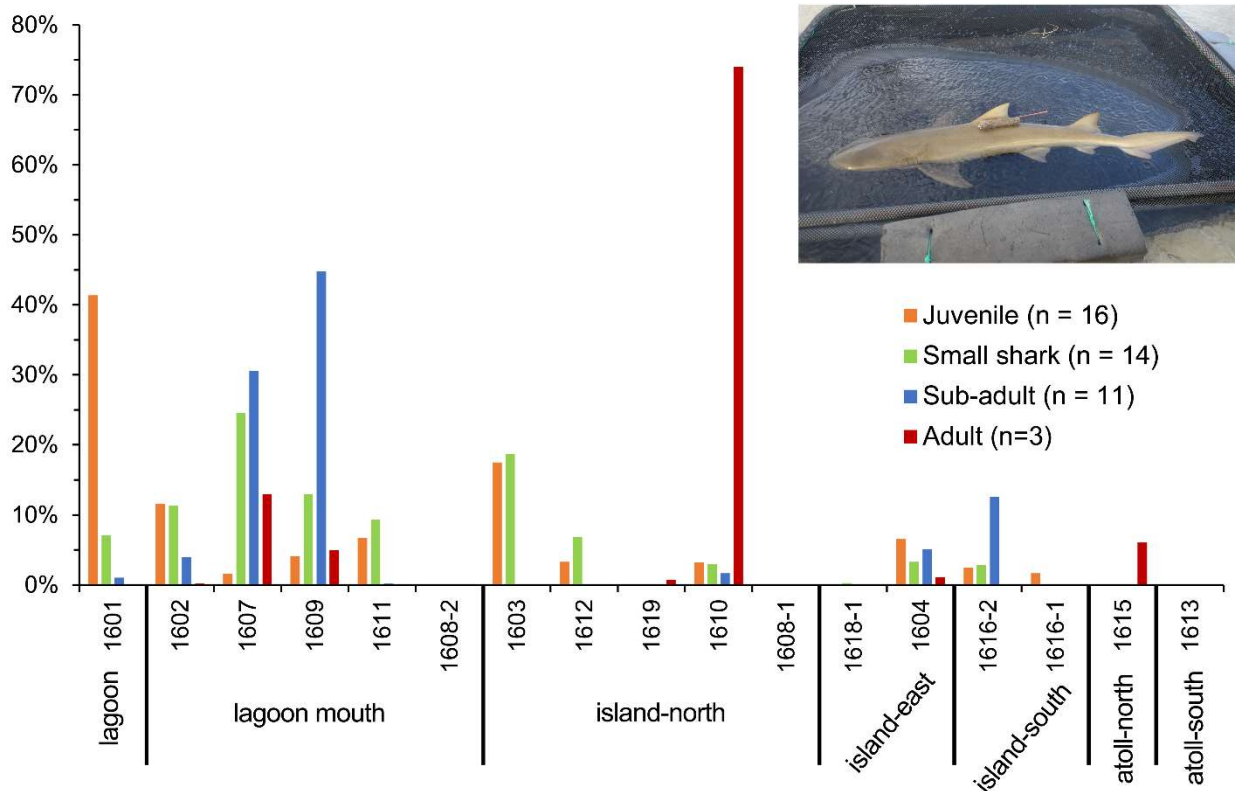 80%
70%
60%
50%
40%
30%
20%
10%
0%
Juvenile (n = 16)
Small shark (n = 14)
Sub-adult (n = 11)
Adult (n=3)
1601
1602
1607
1609
1611
1608-2
1603
1612
1619
1610
1608-1
1618-1
1604
1616-2
1616-1
1615
1613
lagoon
lagoon mouth
island-north
island-east
island-south
atoll-north
atoll-south